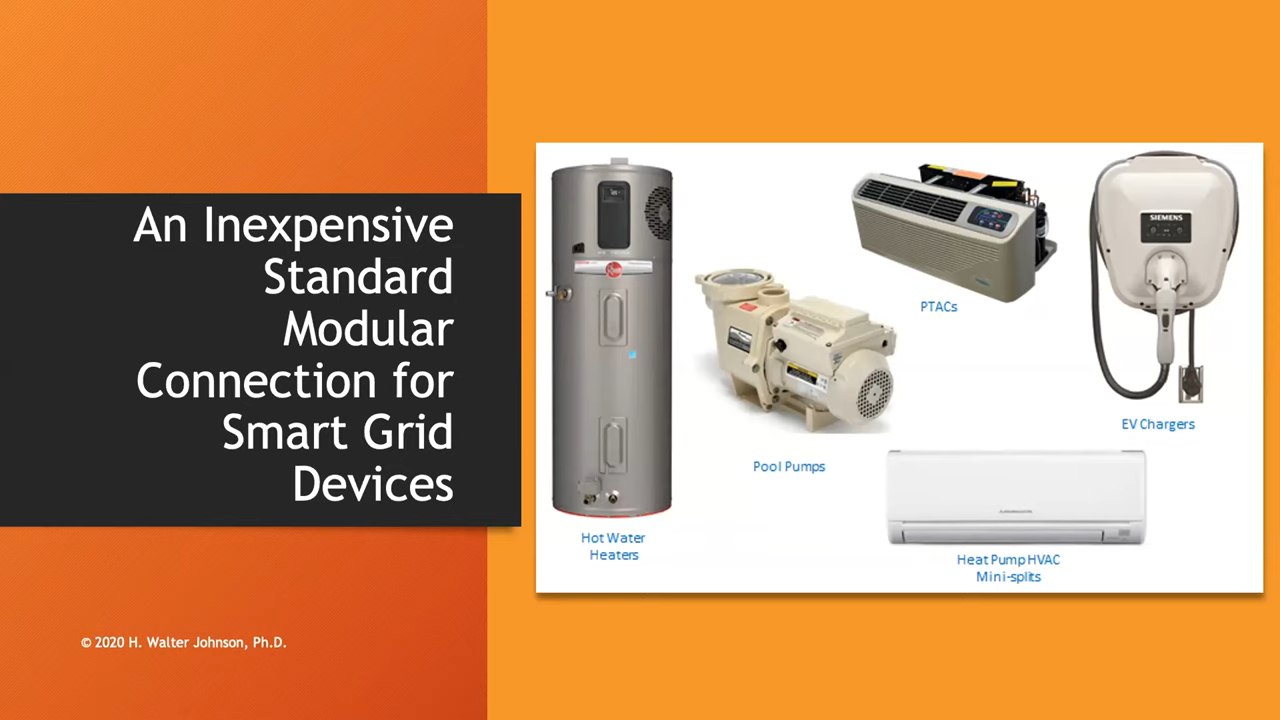 An Inexpensive
Standard
Modular
Connection for
Smart Grid
Devices
© 2020 H. Walter Johnson, Ph.D.
Hot Water
Heaters
Pool Pumps
PTACs
SIEMENS
EV Chargers
Heat Pump HVAC
Mini-splits